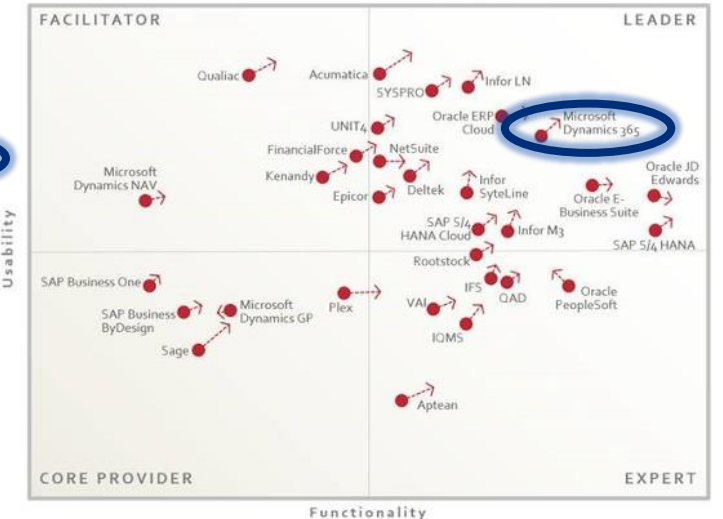 FACILITATOR
LEADER
Qualiac
Acumatica
SYSPRO
Infor LN
Oracle ERP
Cloud
Microsoft
Dynamics 365
UNIT4
FinancialForce
NetSuite
Kenandy
Deltek
Epicor
Microsoft
Dynamics NAV
Infor
SyteLine
Oracle E-
Business Suite
Oracle JD
Edwards
SAP S/4
HANA Cloud
Infor M3
SAP S/4 HANA
Usability
Rootstock
SAP Business One
SAP Business
ByDesign
Microsoft
Dynamics GP
Sage
Plex
VAI
IFS
QAD
Oracle
PeopleSoft
IQMS
Aptean
CORE PROVIDER
EXPERT
Functionality